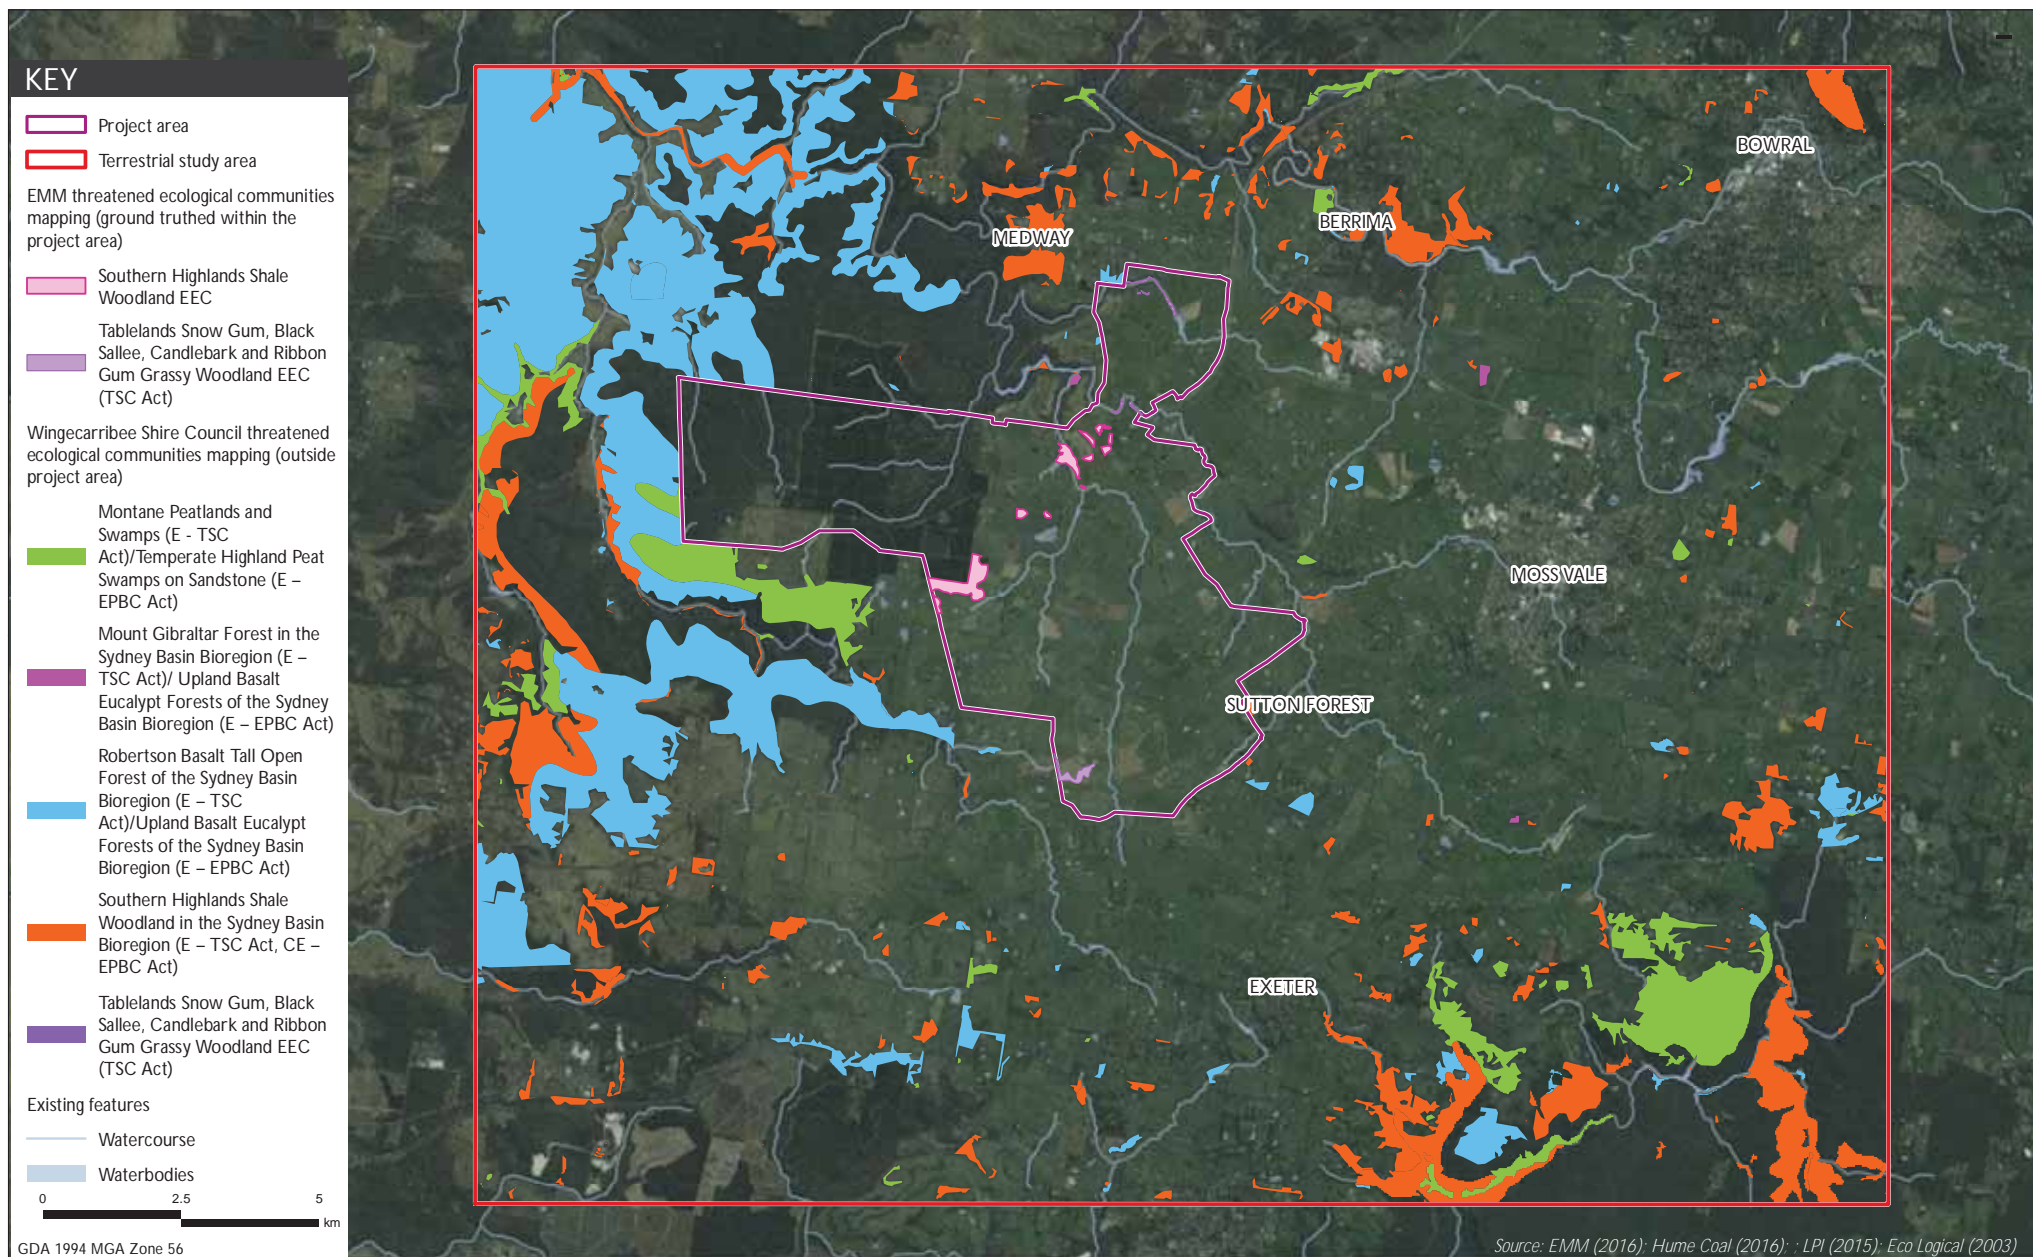 KEY
Project area
Terrestrial study area
EMM threatened ecological communities
mapping (ground truthed within the
project area)
Southern Highlands Shale
Woodland EEC
Tablelands Snow Gum, Black
Sallee, Candlebark and Ribbon
Gum Grassy Woodland EEC
(TSC Act)
Wingecarribee Shire Council threatened
ecological communities mapping (outside
project area)
Montane Peatlands and
Swamps (E - TSC
Act)/Temperate Highland Peat
Swamps on Sandstone (E –
EPBC Act)
Mount Gibraltar Forest in the
Sydney Basin Bioregion (E –
TSC Act)/ Upland Basalt
Eucalypt Forests of the Sydney
Basin Bioregion (E – EPBC Act)
Robertson Basalt Tall Open
Forest of the Sydney Basin
Bioregion (E – TSC
Act)/Upland Basalt Eucalypt
Forests of the Sydney Basin
Bioregion (E – EPBC Act)
Southern Highlands Shale
Woodland in the Sydney Basin
Bioregion (E – TSC Act, CE –
EPBC Act)
Tablelands Snow Gum, Black
Sallee, Candlebark and Ribbon
Gum Grassy Woodland EEC
(TSC Act)
Existing features
Watercourse
Waterbodies
0 2.5 5
km
GDA 1994 MGA Zone 56
BOWRAL
BERRIMA
MEDWAY
MOSS VALE
SUTTON FOREST
EXETER
Source: EMM (2016); Hume Coal (2016); ; LPI (2015); Eco Logical (2003)